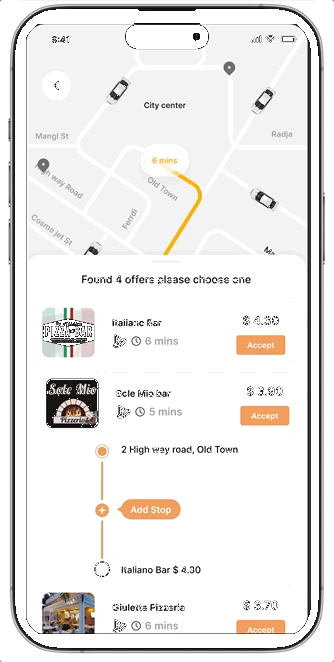 9:41
City center
Mangl St
Radja
6 mins
High way Road
Old Town
Ferdi
Cosmo jet St
Found 4 offers please choose one
PIZZA BAR
Italiano Bar
$ 4.30
6 mins
Accept
Sole Mio
Pizzeria
Sole Mio bar
$ 3.90
5 mins
Accept
2 High way road, Old Town
Add Stop
Italiano Bar $ 4.30
Giulette Pizzeria
$ 3.70
6 mins
Accept